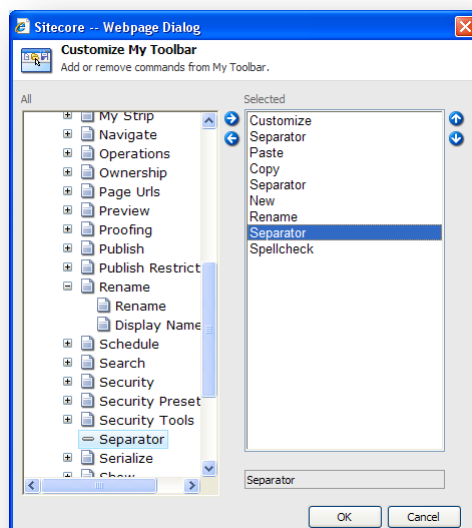 Sitecore -- Webpage Dialog
Customize My Toolbar
Add or remove commands from My Toolbar.
All
My Strip
Navigate
Operations
Ownership
Page Urls
Preview
Proofing
Publish
Publish Restrict
Rename
Rename
Display Name
Schedule
Search
Security
Security Preset
Security Tools
Separator
Serialize
Show
Selected
Customize
Separator
Paste
Copy
Separator
New
Rename
Separator
Spellcheck
Separator
OK
Cancel